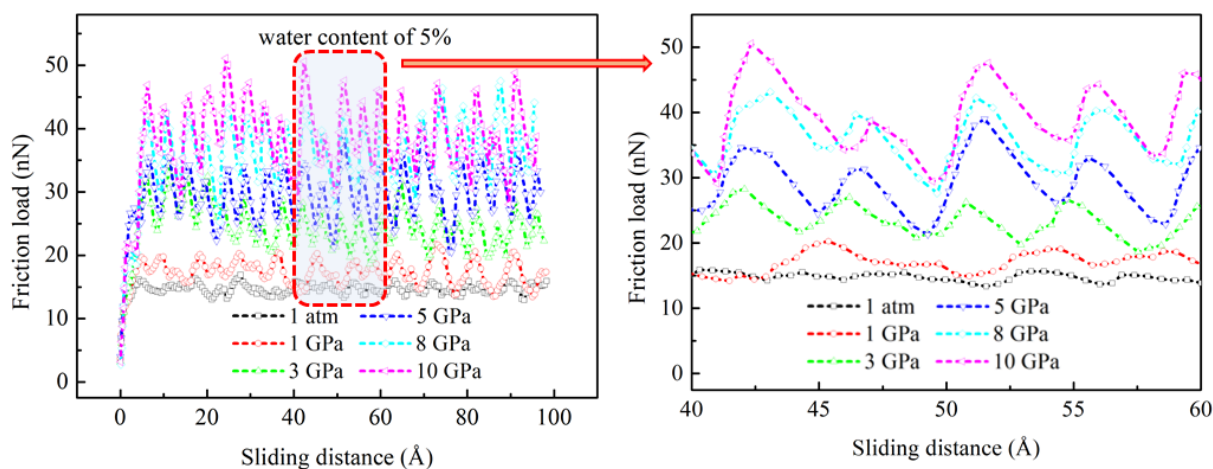 water content of 5%
Friction load (nN)
50
40
30
20
10
0
1 atm
5 GPa
1 GPa
8 GPa
3 GPa
10 GPa
0 20 40 60 80 100
Sliding distance (Å)
Friction load (nN)
50
40
30
20
10
0
1 atm
5 GPa
1 GPa
8 GPa
3 GPa
10 GPa
40 45 50 55 60
Sliding distance (Å)